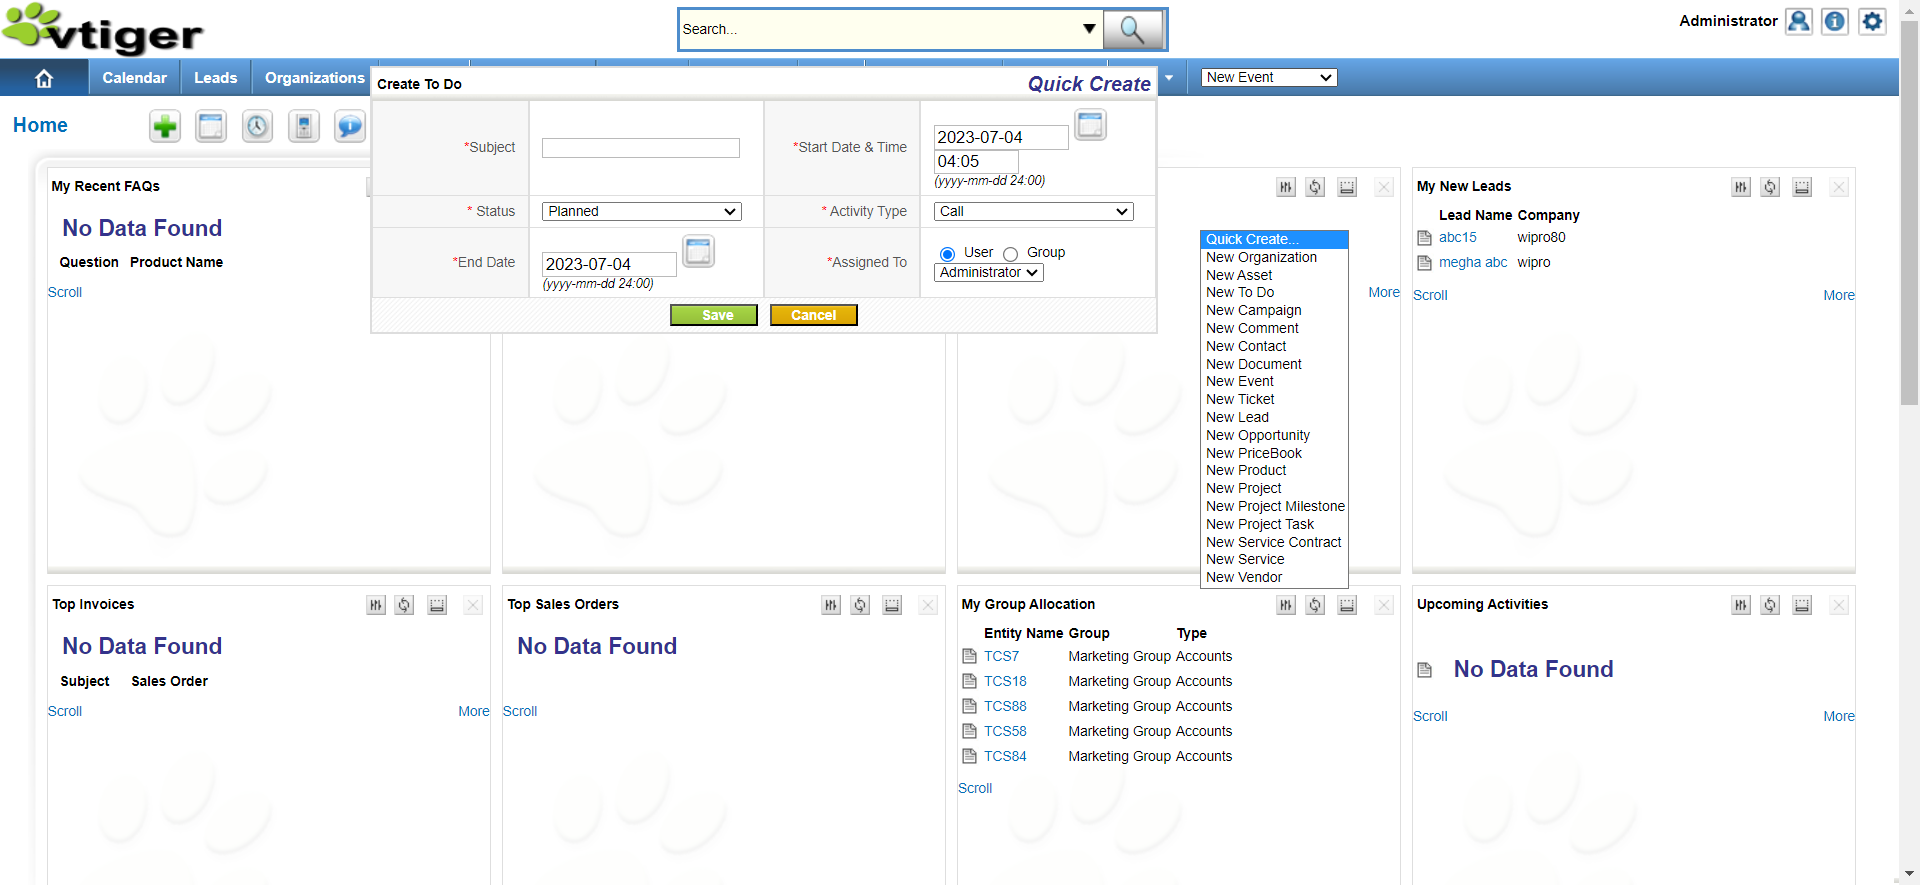 vtiger
Search...
Administrator
Calendar
Leads
Organizations
New Event
Create To Do
Quick Create
*Subject
*Start Date & Time
2023-07-04
04:05
(yyyy-mm-dd 24:00)
* Status
Planned
* Activity Type
Call
*End Date
2023-07-04
(yyyy-mm-dd 24:00)
*Assigned To
User
Group
Administrator
Save
Cancel
Home
My Recent FAQs
No Data Found
Question Product Name
Scroll
Quick Create...
New Organization
New Asset
New To Do
New Campaign
New Comment
New Contact
New Document
New Event
New Ticket
New Lead
New Opportunity
New PriceBook
New Product
New Project
New Project Milestone
New Project Task
New Service Contract
New Service
New Vendor
More
My New Leads
Lead Name Company
abc15 wipro80
megha abc wipro
Scroll
More
Top Invoices
No Data Found
Subject Sales Order
Scroll
More
Top Sales Orders
No Data Found
Scroll
My Group Allocation
Entity Name Group Type
TCS7 Marketing Group Accounts
TCS18 Marketing Group Accounts
TCS88 Marketing Group Accounts
TCS58 Marketing Group Accounts
TCS84 Marketing Group Accounts
Scroll
Upcoming Activities
No Data Found
Scroll
More